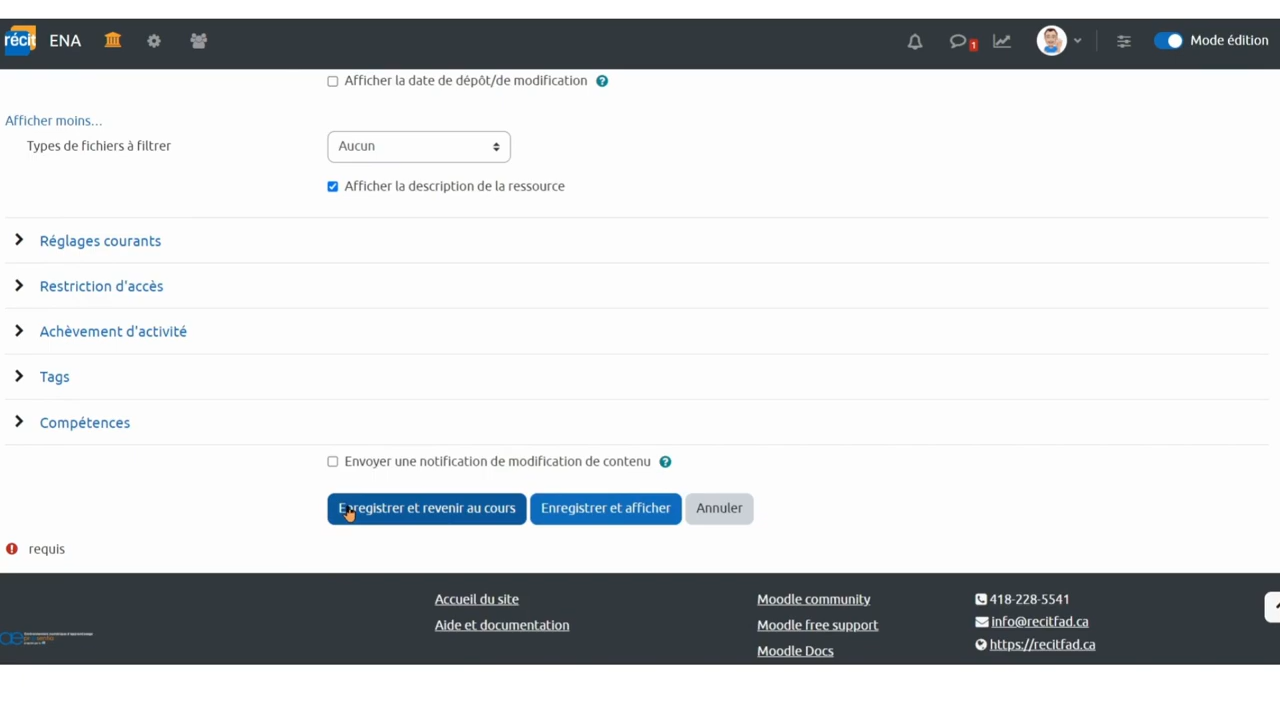 récit ENA 1 Mode édition
Afficher la date de dépôt/de modification ?
Afficher moins...
Types de fichiers à filtrer Aucun
Afficher la description de la ressource
Réglages courants
Restriction d'accès
Achèvement d'activité
Tags
Compétences
Envoyer une notification de modification de contenu ?
Enregistrer et revenir au cours Enregistrer et afficher Annuler
! requis
Accueil du site Moodle community 418-228-5541
Aide et documentation Moodle free support info@recitfad.ca
Moodle Docs https://recitfad.ca